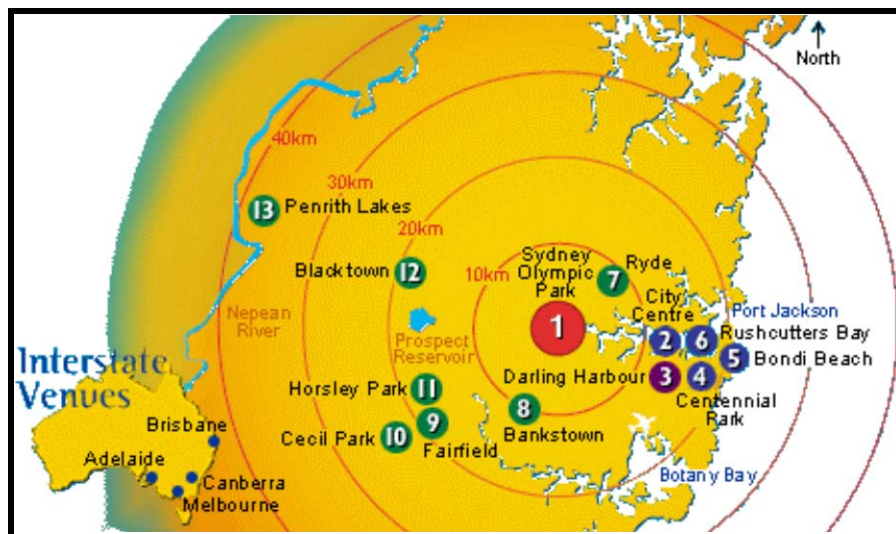 North
40km
13
Penrith Lakes
30km
20km
Blacktown
12
10km
Sydney
Olympic
Park
1
7
Ryde
City
Centre
Port Jackson
Nepean
River
Prospect
Reservoir
2
6
Rushcutters Bay
5
Bondi Beach
Interstate
Venues
Horsley Park
11
Darling Harbour
3
4
Centennial
Park
8
Bankstown
Cecil Park
10
9
Fairfield
Brisbane
Adelaide
Canberra
Melbourne
Botany Bay